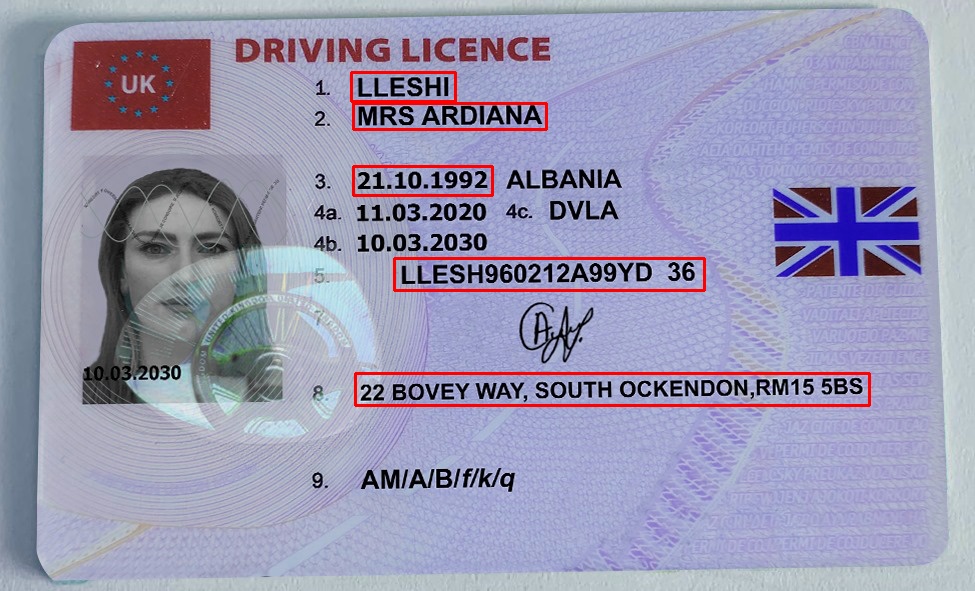 DRIVING LICENCE
UK
1. LLESHI
2. MRS ARDIANA
3. 21.10.1992 ALBANIA
4a. 11.03.2020 4c. DVLA
4b. 10.03.2030
5. LLESH960212A99YD 36
7
10.03.2030
8. 22 BOVEY WAY, SOUTH OCKENDON,RM15 5BS
9. AM/A/B/f/k/q